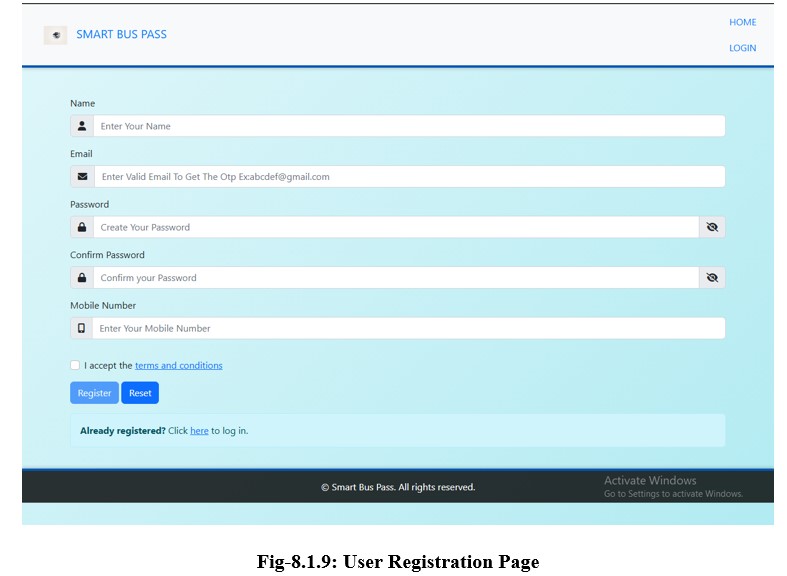 SMART BUS PASS
HOME
LOGIN
Name
Enter Your Name
Email
Enter Valid Email To Get The Otp Ex:abcdef@gmail.com
Password
Create Your Password
Confirm Password
Confirm your Password
Mobile Number
Enter Your Mobile Number
I accept the terms and conditions
Register Reset
Already registered? Click here to log in.
© Smart Bus Pass. All rights reserved.
Activate Windows
Go to Settings to activate Windows.
Fig-8.1.9: User Registration Page